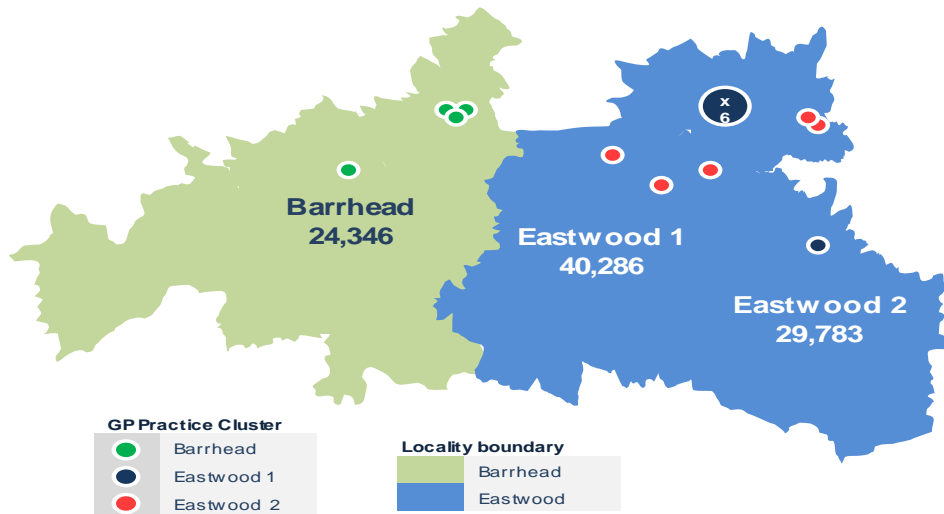 x
6
Barrhead
24,346
Eastwood 1
40,286
Eastwood 2
29,783
GP Practice Cluster
Barrhead
Eastwood 1
Eastwood 2
Locality boundary
Barrhead
Eastwood